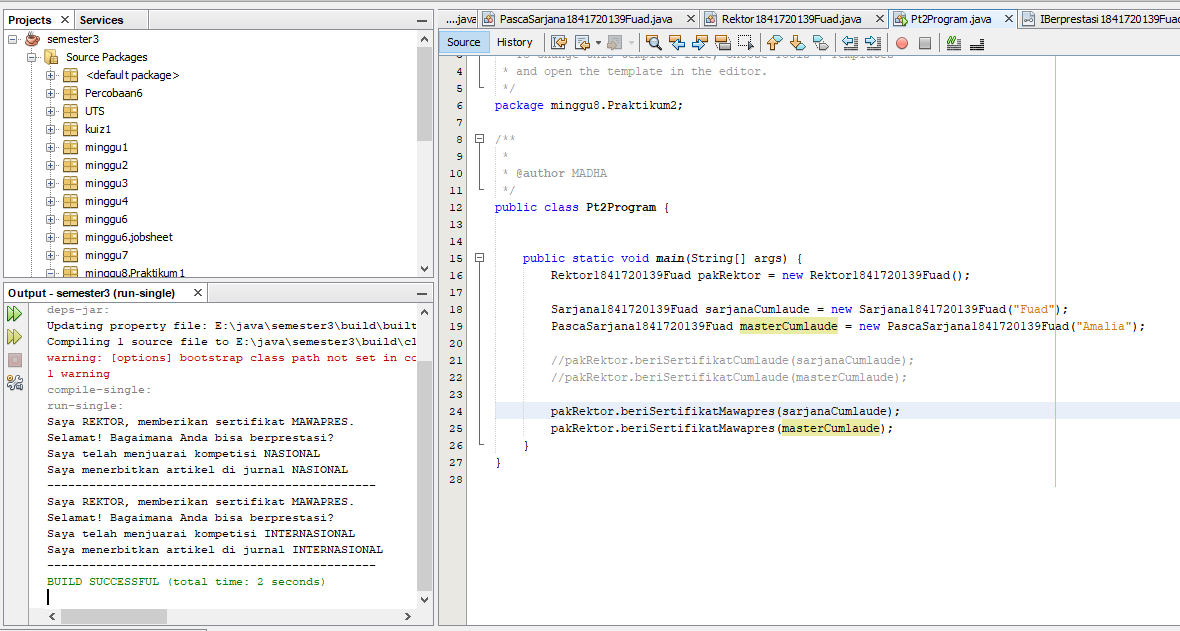 Projects
Services
semester3
Source Packages
<default package>
Percobaan6
UTS
kuiz1
minggu1
minggu2
minggu3
minggu4
minggu6
minggu6.jobsheet
minggu7
minggu8.Praktikum1
Output - semester3 (run-single)
deps-jar:
Updating property file: E:\java\semester3\build\built
Compiling 1 source file to E:\java\semester3\build\cl
warning: [options] bootstrap class path not set in co
1 warning
compile-single:
run-single:
Saya REKTOR, memberikan sertifikat MAWAPRES.
Selamat! Bagaimana Anda bisa berprestasi?
Saya telah menjuarai kompetisi NASIONAL
Saya menerbitkan artikel di jurnal NASIONAL
-----------------------------------------------
Saya REKTOR, memberikan sertifikat MAWAPRES.
Selamat! Bagaimana Anda bisa berprestasi?
Saya telah menjuarai kompetisi INTERNASIONAL
Saya menerbitkan artikel di jurnal INTERNASIONAL
-----------------------------------------------
BUILD SUCCESSFUL (total time: 2 seconds)
....java PascaSarjana1841720139Fuad.java Rektor1841720139Fuad.java Pt2Program.java IBerprestasi1841720139Fuad
Source History
4 * and open the template in the editor.
5 */
6 package minggu8.Praktikum2;
7
8 /**
9 *
10 * @author MADHA
11 */
12 public class Pt2Program {
13
14
15 public static void main(String[] args) {
16 Rektor1841720139Fuad pakRektor = new Rektor1841720139Fuad();
17
18 Sarjana1841720139Fuad sarjanaCumlaude = new Sarjana1841720139Fuad("Fuad");
19 PascaSarjana1841720139Fuad masterCumlaude = new PascaSarjana1841720139Fuad("Amalia");
20
21 //pakRektor.beriSertifikatCumlaude(sarjanaCumlaude);
22 //pakRektor.beriSertifikatCumlaude(masterCumlaude);
23
24 pakRektor.beriSertifikatMawapres(sarjanaCumlaude);
25 pakRektor.beriSertifikatMawapres(masterCumlaude);
26 }
27 }
28